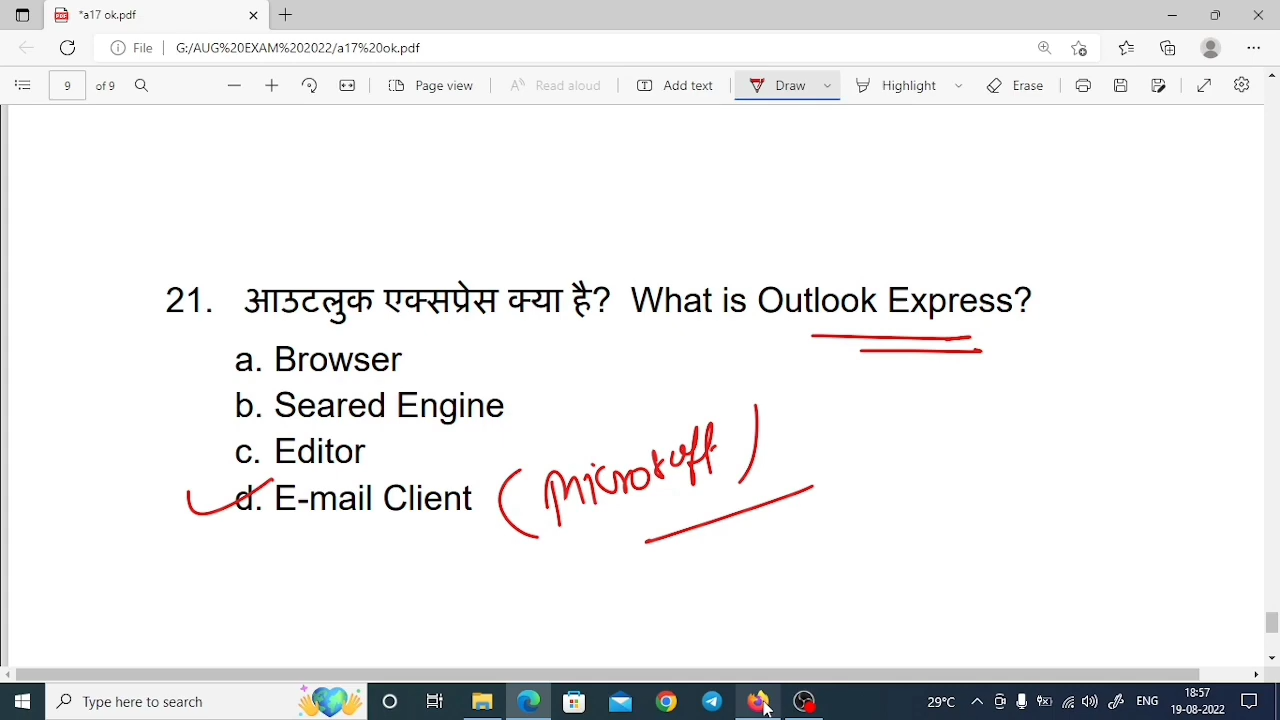 *a17 ok.pdf
File G:/AUG%20EXAM%202022/a17%20ok.pdf
9 of 9 Page view Read aloud Add text Draw Highlight Erase
21. आउटलुक एक्सप्रेस क्या है? What is Outlook Express?
a. Browser
b. Seared Engine
c. Editor
d. E-mail Client (Microsoft)
Type here to search 29°C ENG 18:57
19-08-2022